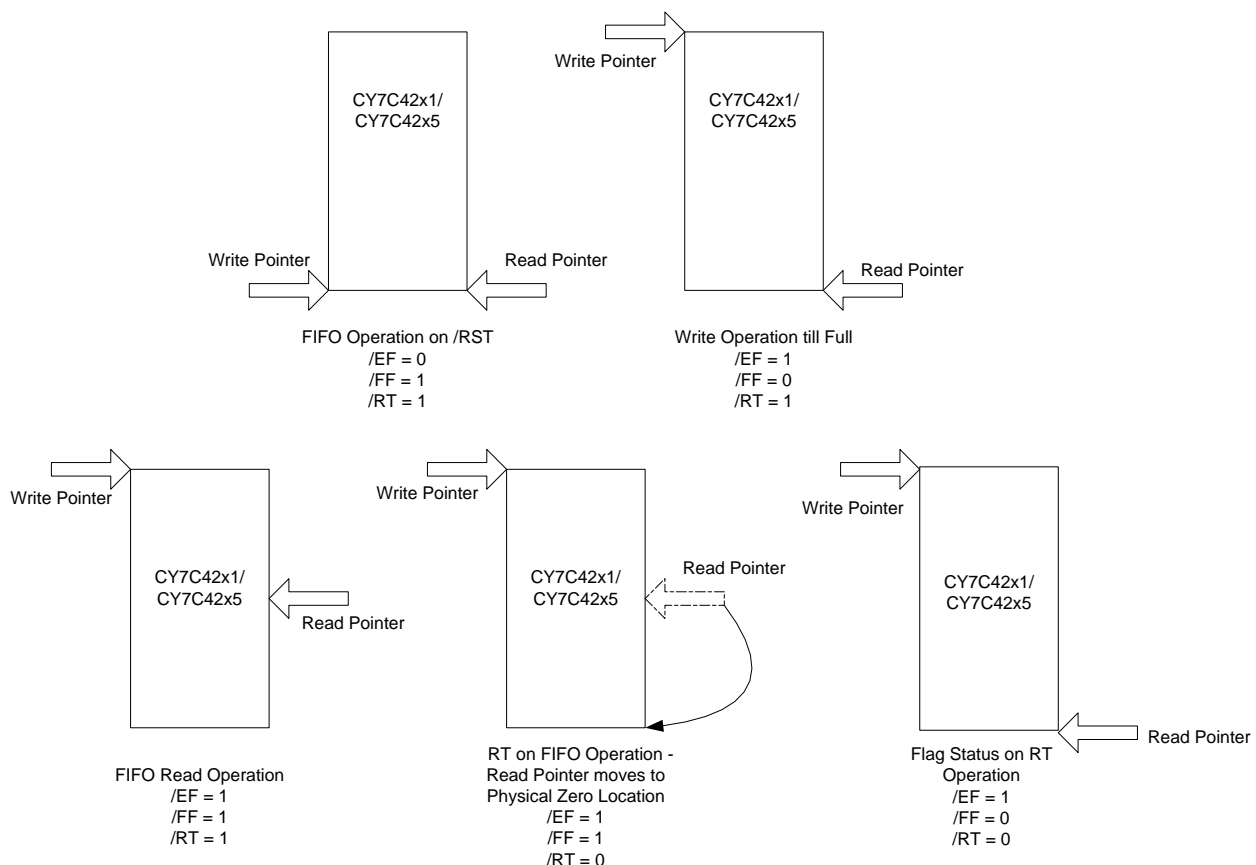 Write Pointer
CY7C42x1/
CY7C42x5
CY7C42x1/
CY7C42x5
Write Pointer
Read Pointer
Read Pointer
FIFO Operation on /RST
/EF = 0
/FF = 1
/RT = 1
Write Operation till Full
/EF = 1
/FF = 0
/RT = 1
Write Pointer
CY7C42x1/
CY7C42x5
Read Pointer
FIFO Read Operation
/EF = 1
/FF = 1
/RT = 1
Write Pointer
CY7C42x1/
CY7C42x5
Read Pointer
RT on FIFO Operation -
Read Pointer moves to
Physical Zero Location
/EF = 1
/FF = 1
/RT = 0
Write Pointer
CY7C42x1/
CY7C42x5
Read Pointer
Flag Status on RT
Operation
/EF = 1
/FF = 0
/RT = 0